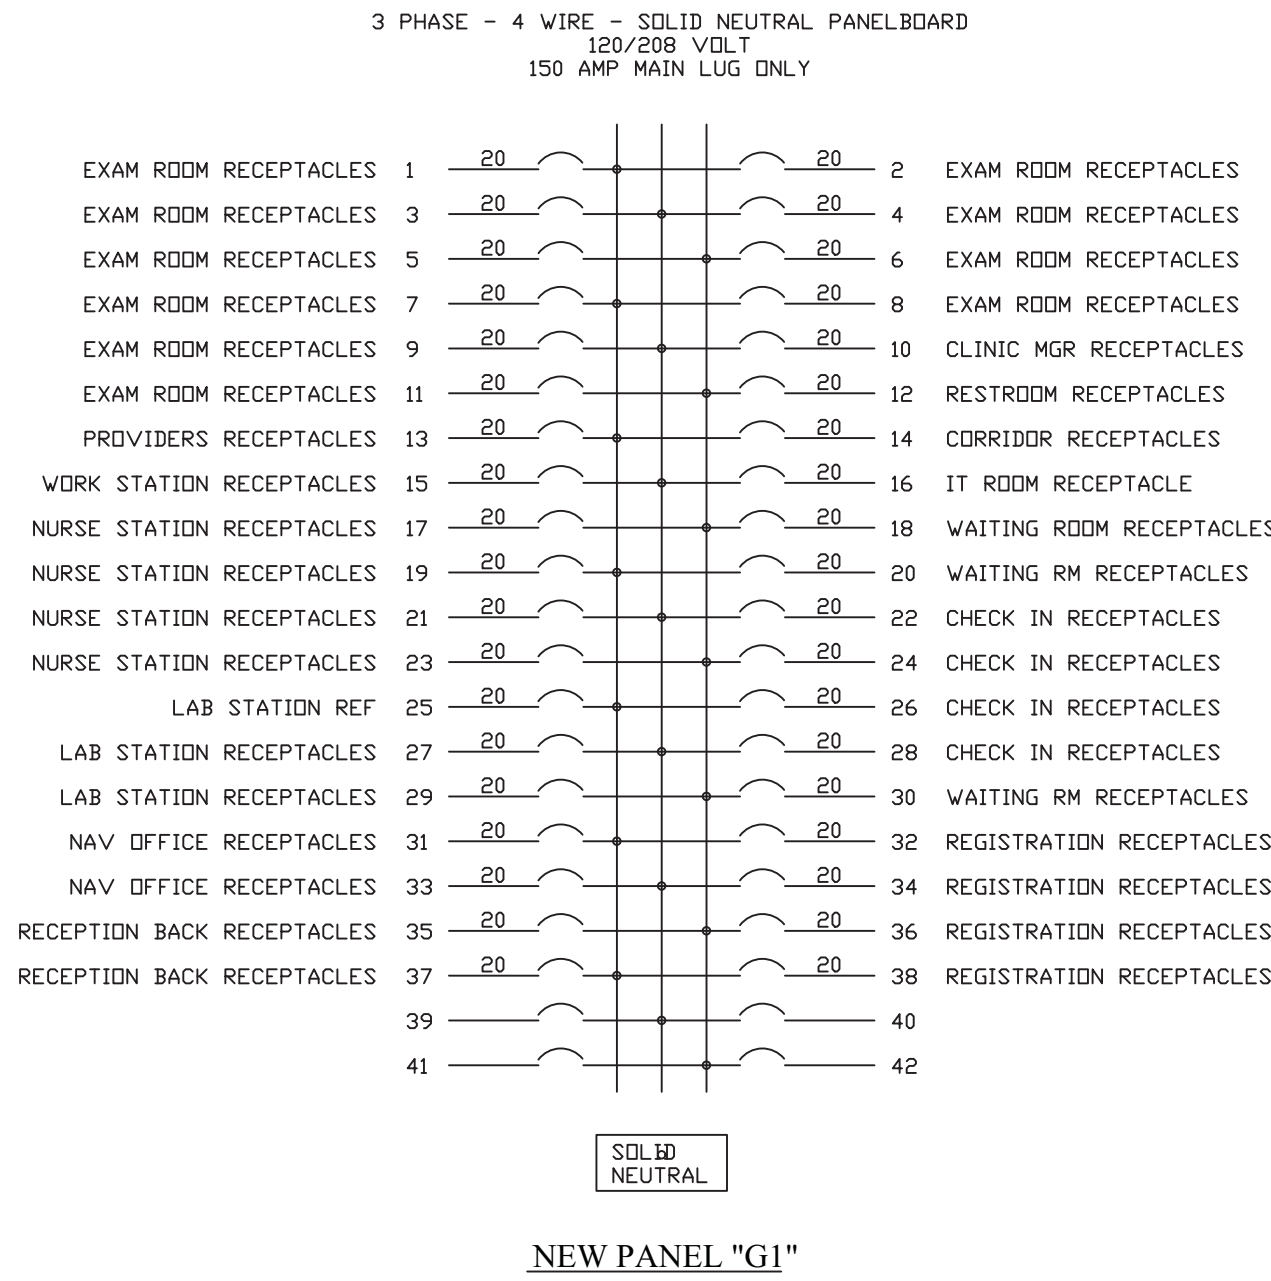 3 PHASE - 4 WIRE - SOLID NEUTRAL PANELBOARD
120/208 VOLT
150 AMP MAIN LUG ONLY
EXAM ROOM RECEPTACLES 1 20 20 2 EXAM ROOM RECEPTACLES
EXAM ROOM RECEPTACLES 3 20 20 4 EXAM ROOM RECEPTACLES
EXAM ROOM RECEPTACLES 5 20 20 6 EXAM ROOM RECEPTACLES
EXAM ROOM RECEPTACLES 7 20 20 8 EXAM ROOM RECEPTACLES
EXAM ROOM RECEPTACLES 9 20 20 10 CLINIC MGR RECEPTACLES
EXAM ROOM RECEPTACLES 11 20 20 12 RESTROOM RECEPTACLES
PROVIDERS RECEPTACLES 13 20 20 14 CORRIDOR RECEPTACLES
WORK STATION RECEPTACLES 15 20 20 16 IT ROOM RECEPTACLE
NURSE STATION RECEPTACLES 17 20 20 18 WAITING ROOM RECEPTACLES
NURSE STATION RECEPTACLES 19 20 20 20 WAITING RM RECEPTACLES
NURSE STATION RECEPTACLES 21 20 20 22 CHECK IN RECEPTACLES
NURSE STATION RECEPTACLES 23 20 20 24 CHECK IN RECEPTACLES
LAB STATION REF 25 20 20 26 CHECK IN RECEPTACLES
LAB STATION RECEPTACLES 27 20 20 28 CHECK IN RECEPTACLES
LAB STATION RECEPTACLES 29 20 20 30 WAITING RM RECEPTACLES
NAV OFFICE RECEPTACLES 31 20 20 32 REGISTRATION RECEPTACLES
NAV OFFICE RECEPTACLES 33 20 20 34 REGISTRATION RECEPTACLES
RECEPTION BACK RECEPTACLES 35 20 20 36 REGISTRATION RECEPTACLES
RECEPTION BACK RECEPTACLES 37 20 20 38 REGISTRATION RECEPTACLES
39 40
41 42
SOLID
NEUTRAL
NEW PANEL "G1"